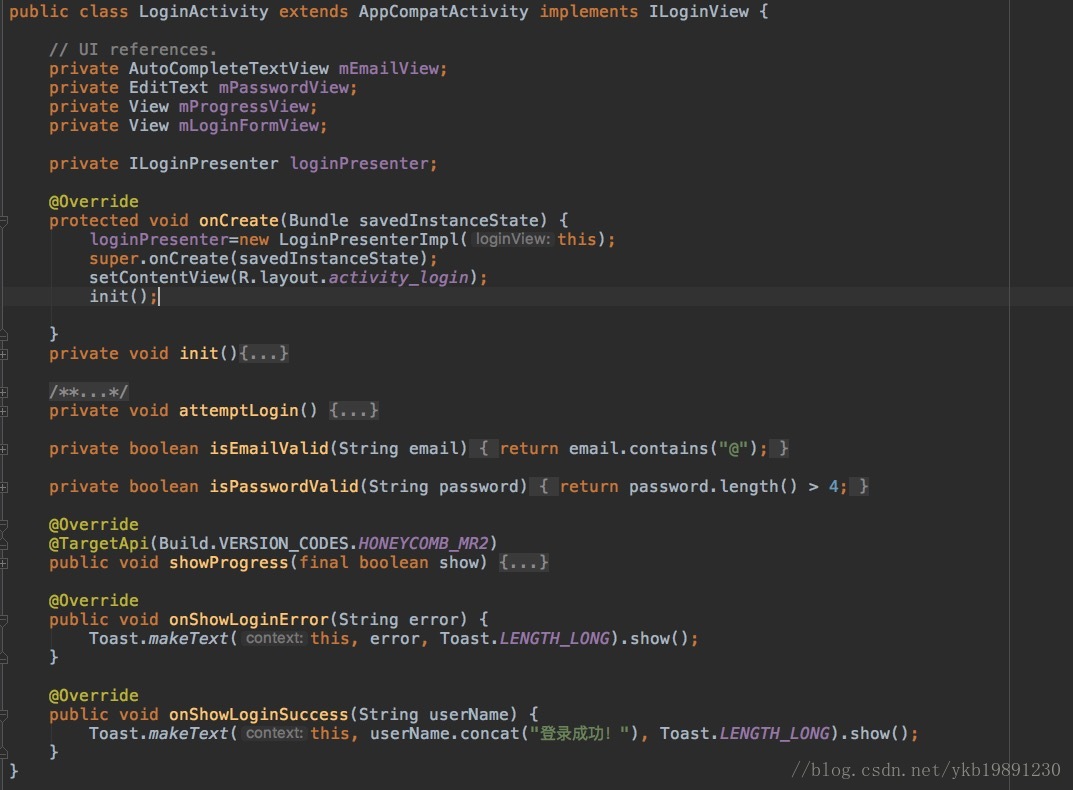 public class LoginActivity extends AppCompatActivity implements ILoginView {
// UI references.
private AutoCompleteTextView mEmailView;
private EditText mPasswordView;
private View mProgressView;
private View mLoginFormView;
private ILoginPresenter loginPresenter;
@Override
protected void onCreate(Bundle savedInstanceState) {
loginPresenter=new LoginPresenterImpl( loginView: this);
super.onCreate(savedInstanceState);
setContentView(R.layout.activity_login);
init();
}
private void init(){...}
/**...*/
private void attemptLogin() {...}
private boolean isEmailValid(String email) { return email.contains("@"); }
private boolean isPasswordValid(String password) { return password.length() > 4; }
@Override
@TargetApi(Build.VERSION_CODES.HONEYCOMB_MR2)
public void showProgress(final boolean show) {...}
@Override
public void onShowLoginError(String error) {
Toast.makeText( context: this, error, Toast.LENGTH_LONG).show();
}
@Override
public void onShowLoginSuccess(String userName) {
Toast.makeText( context: this, userName.concat("登录成功！"), Toast.LENGTH_LONG).show();
}
}
//blog.csdn.net/ykb19891230